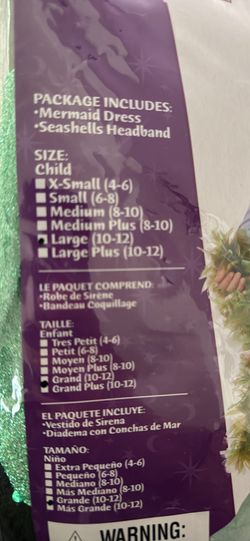 PACKAGE INCLUDES:
•Mermaid Dress
•Seashells Headband
SIZE:
Child
X-Small (4-6)
Small (6-8)
Medium (8-10)
Medium Plus (8-10)
Large (10-12)
Large Plus (10-12)
LE PAQUET COMPREND:
•Robe de Sirène
•Bandeau Coquillage
TAILLE:
Enfant
Tres Petit (4-6)
Petit (6-8)
Moyen (8-10)
Moyen Plus (8-10)
Grand (10-12)
Grand Plus (10-12)
EL PAQUETE INCLUYE:
•Vestido de Sirena
•Diadema con Conchas de Mar
TAMAÑO:
Niño
Extra Pequeño (4-6)
Pequeño (6-8)
Mediano (8-10)
Más Mediano (8-10)
Grande (10-12)
Más Grande (10-12)
WARNING: